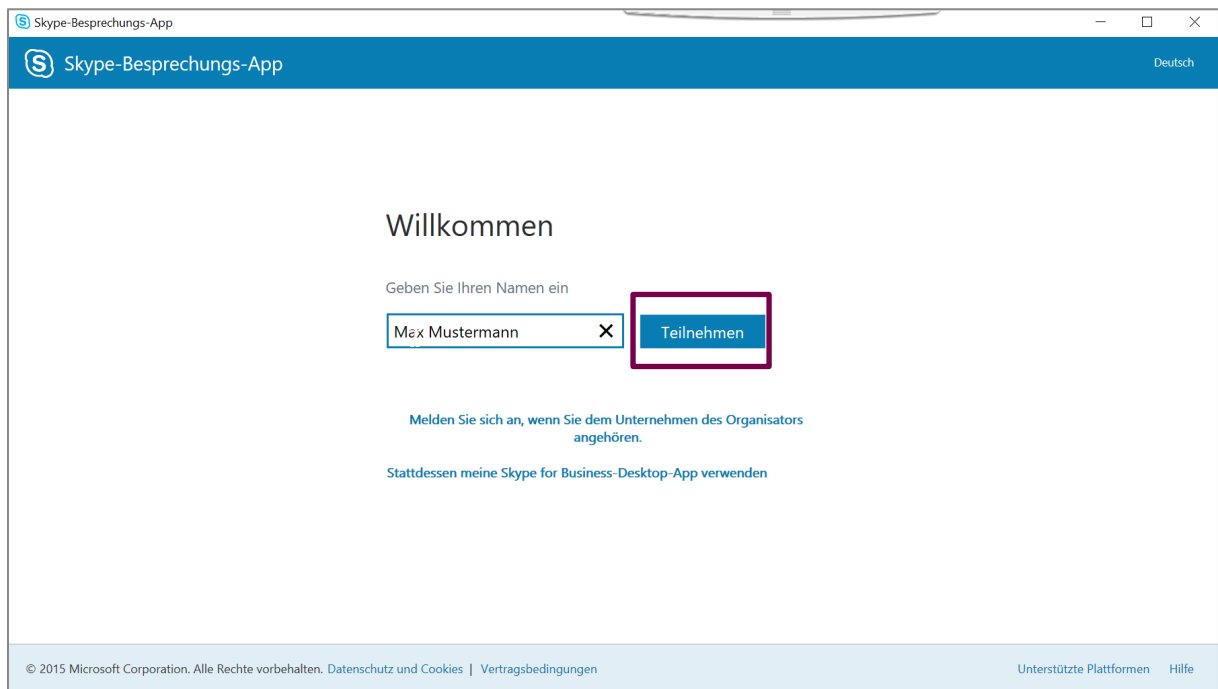 Skype-Besprechungs-App
Skype-Besprechungs-App
Deutsch
Willkommen
Geben Sie Ihren Namen ein
Max Mustermann
Teilnehmen
Melden Sie sich an, wenn Sie dem Unternehmen des Organisators
angehören.
Stattdessen meine Skype for Business-Desktop-App verwenden
© 2015 Microsoft Corporation. Alle Rechte vorbehalten. Datenschutz und Cookies | Vertragsbedingungen
Unterstützte Plattformen Hilfe